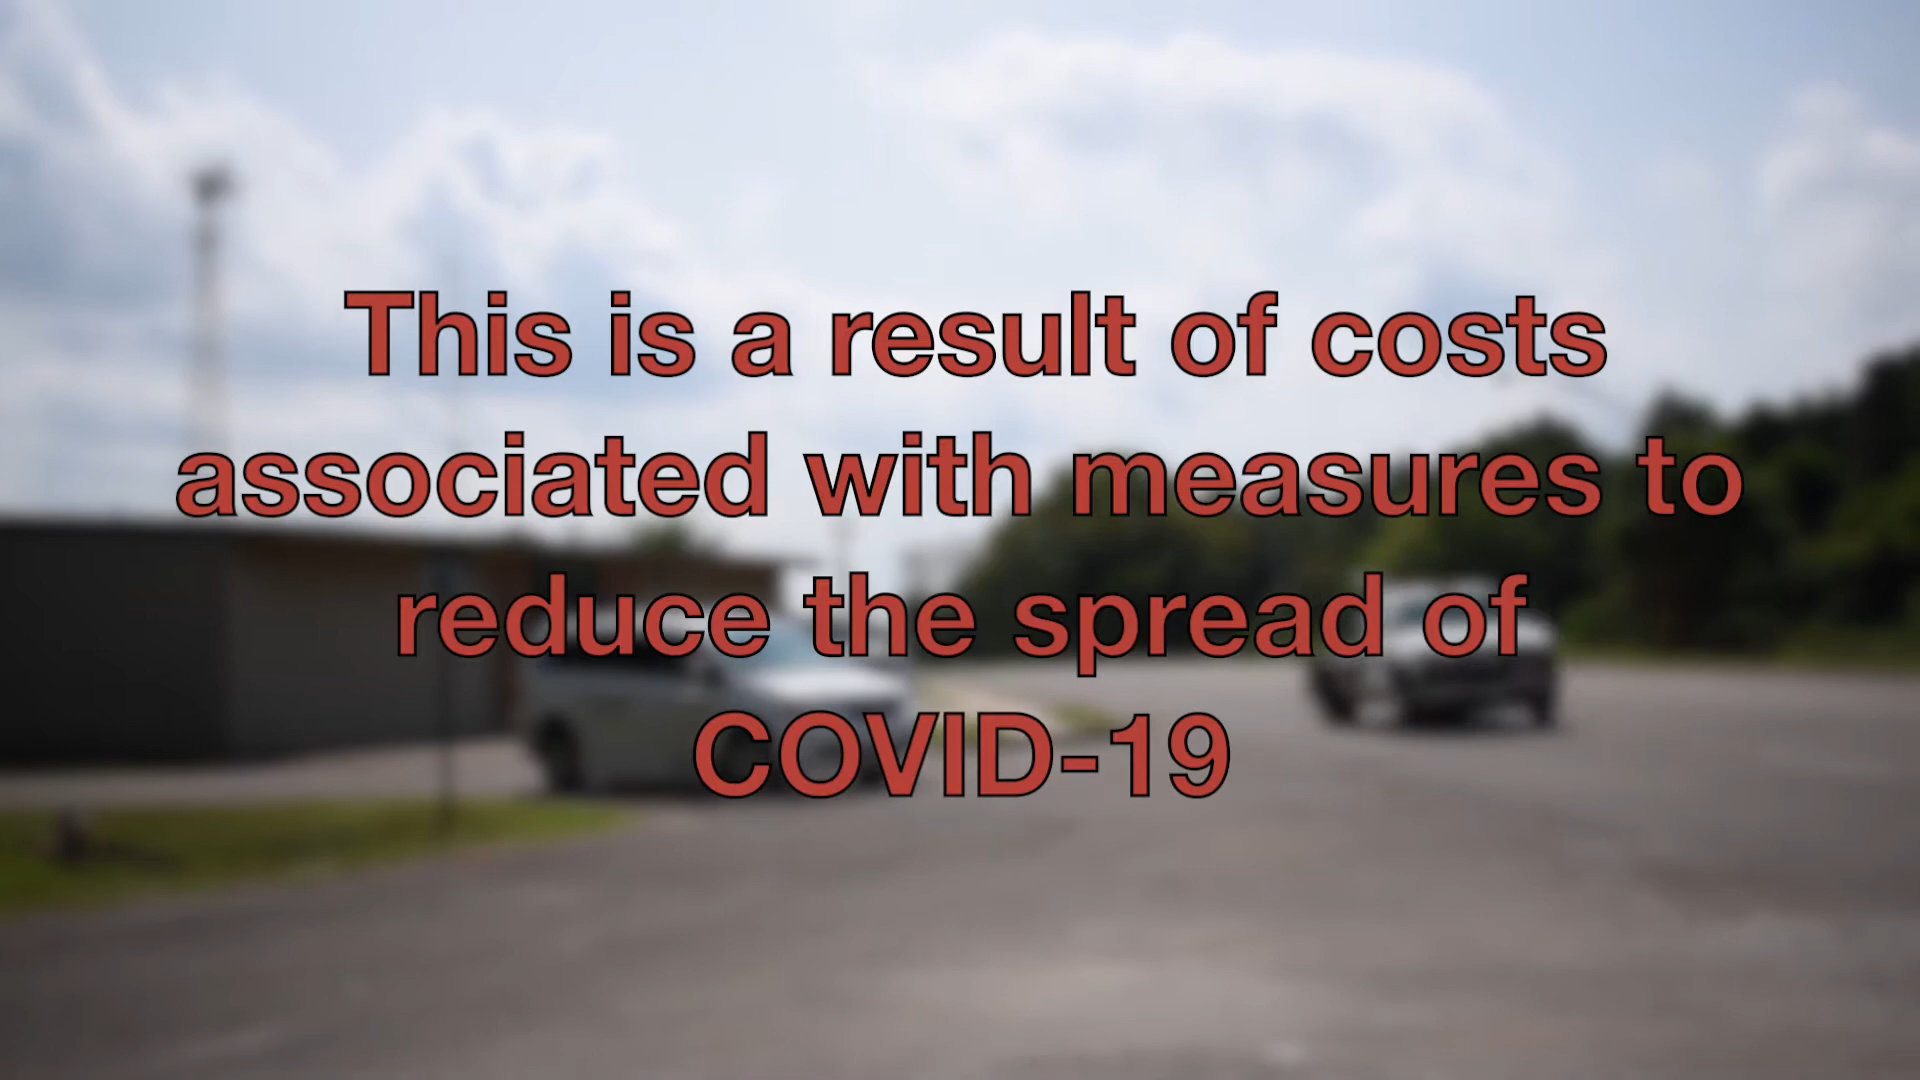 This is a result of costs
associated with measures to
reduce the spread of
COVID-19